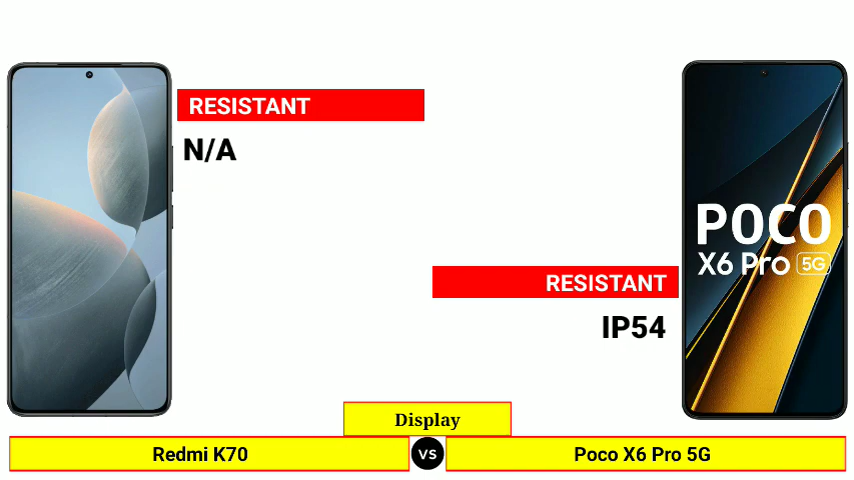 RESISTANT
N/A
POCO
X6 Pro 5G
RESISTANT
IP54
Display
Redmi K70
VS
Poco X6 Pro 5G